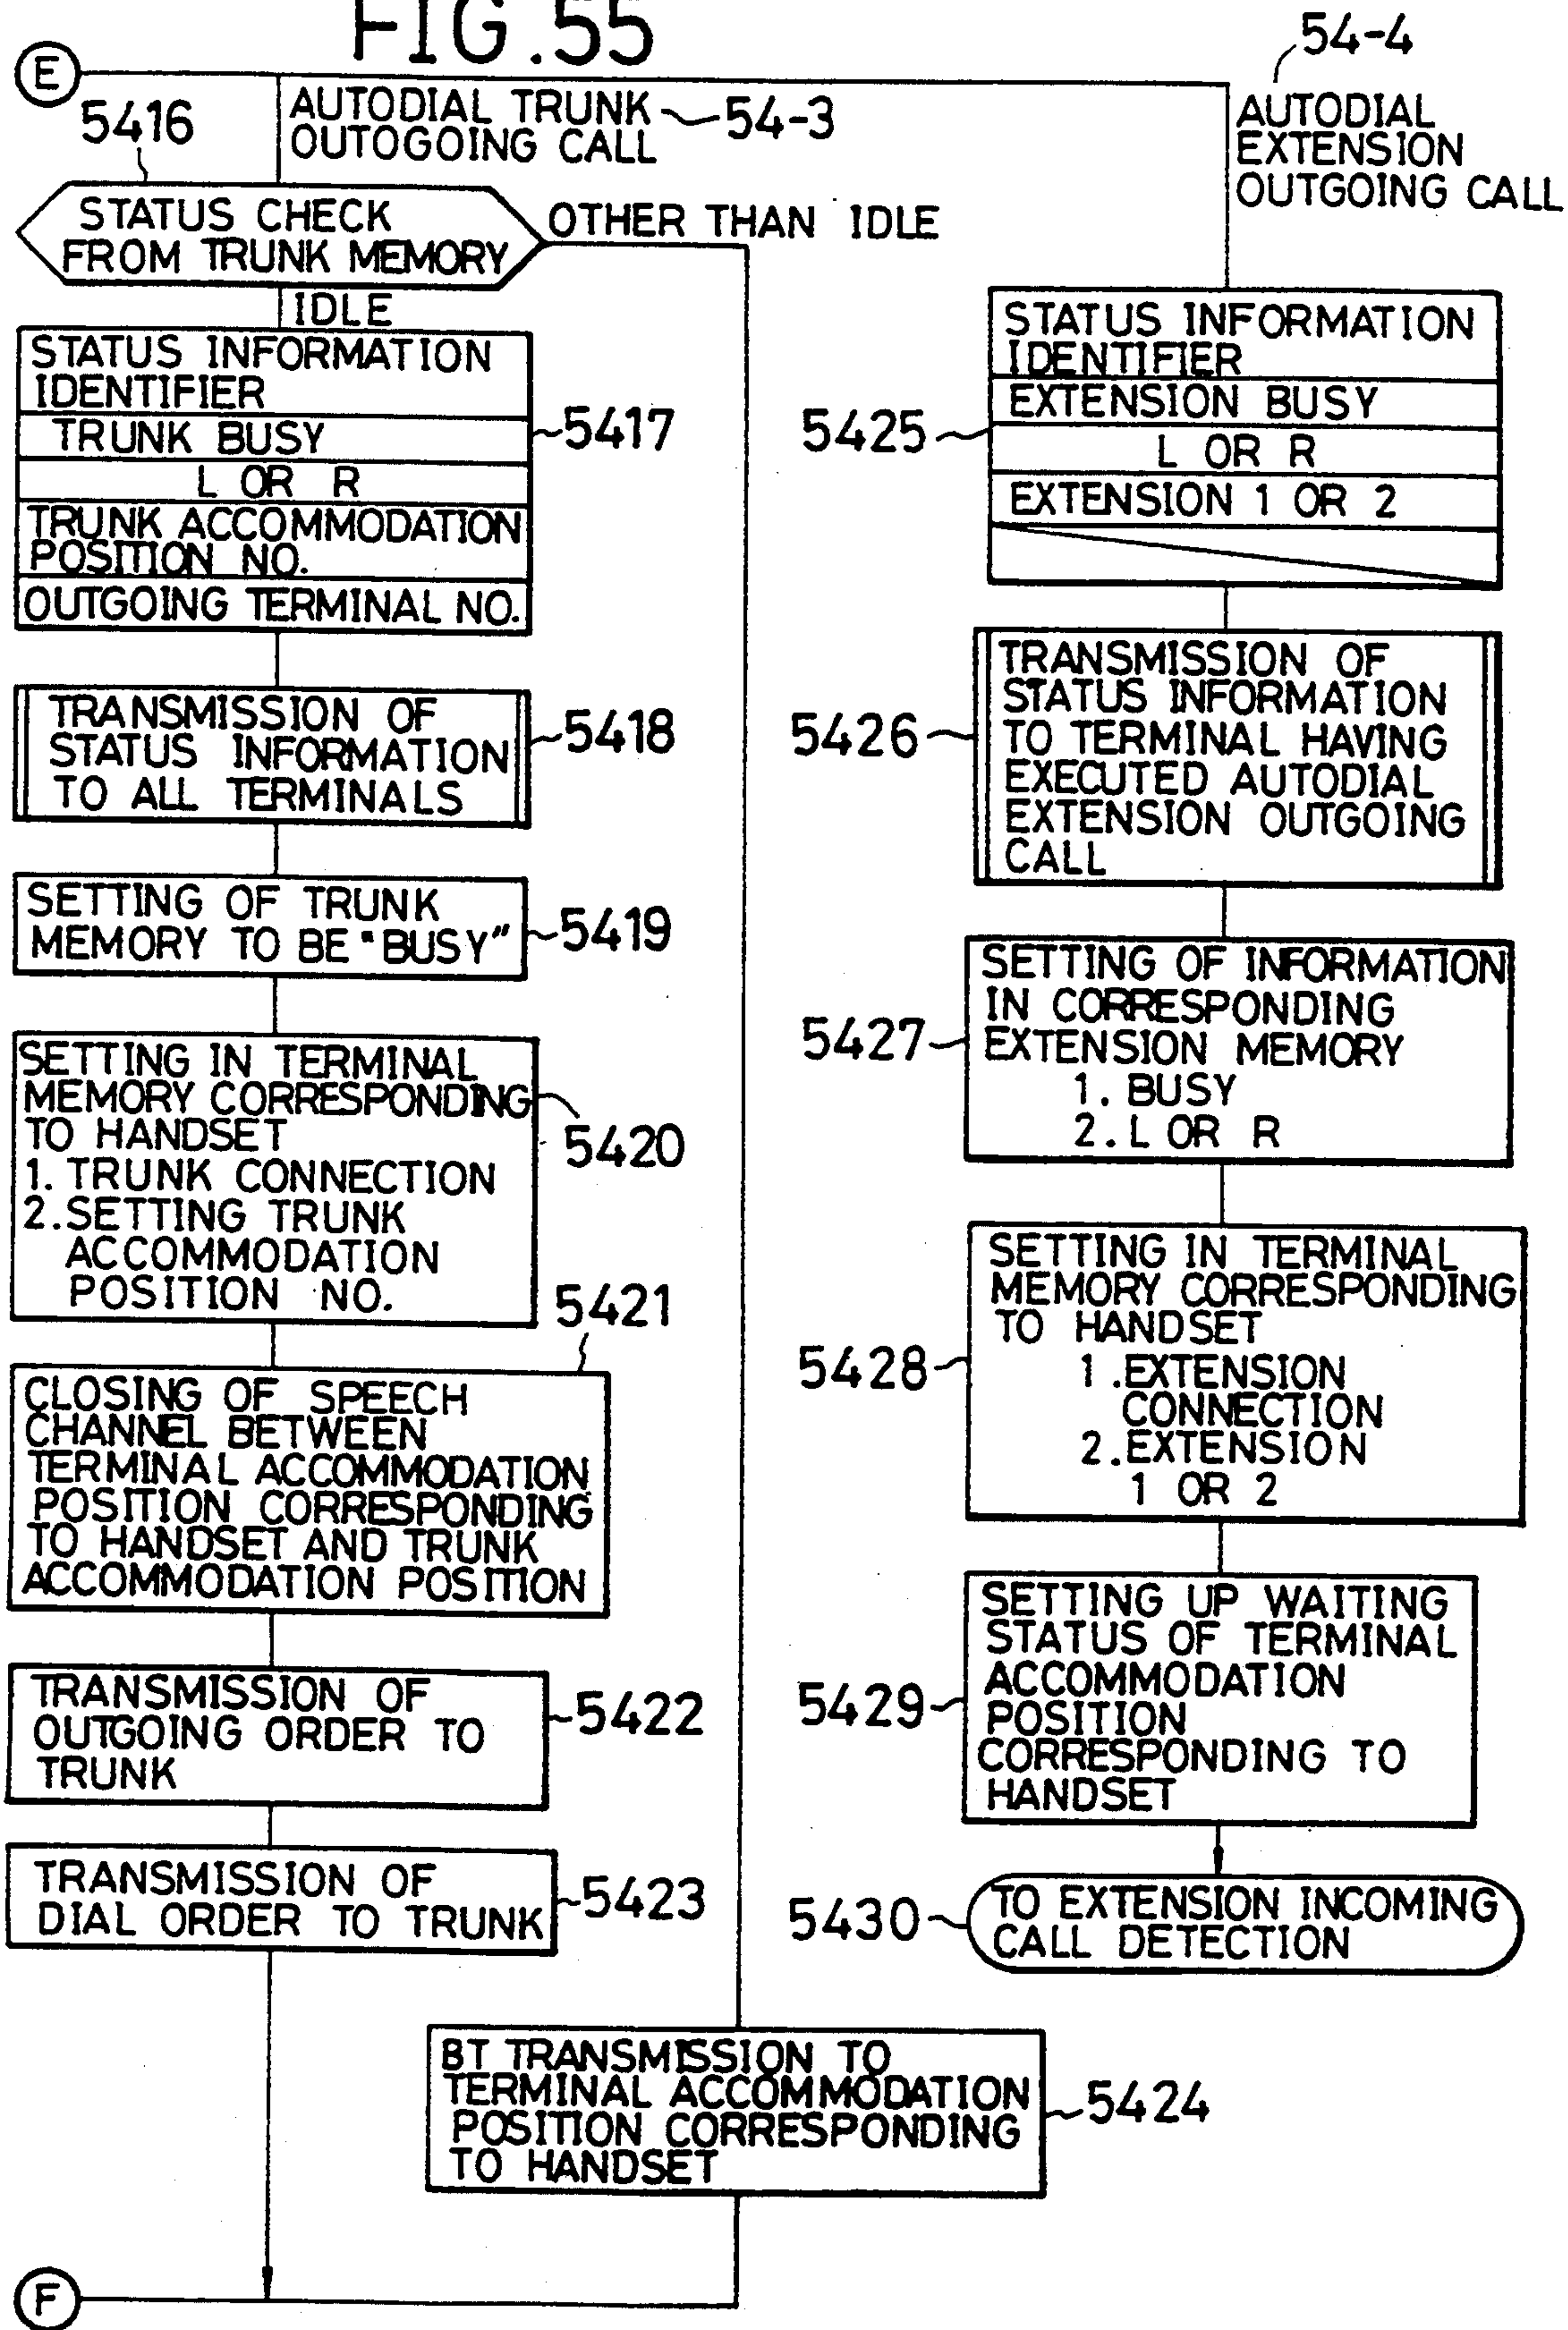 FIG.55
E
54-4
5416
AUTODIAL TRUNK
OUTOGOING CALL
54-3
AUTODIAL
EXTENSION
OUTGOING CALL
STATUS CHECK
FROM TRUNK MEMORY
OTHER THAN IDLE
IDLE
STATUS INFORMATION
IDENTIFIER
TRUNK BUSY
L OR R
TRUNK ACCOMMODATION
POSITION NO.
OUTGOING TERMINAL NO.
5417
TRANSMISSION OF
STATUS INFORMATION
TO ALL TERMINALS
5418
SETTING OF TRUNK
MEMORY TO BE "BUSY"
5419
SETTING IN TERMINAL
MEMORY CORRESPONDING
TO HANDSET
1. TRUNK CONNECTION
2. SETTING TRUNK
ACCOMMODATION
POSITION NO.
5420
5421
CLOSING OF SPEECH
CHANNEL BETWEEN
TERMINAL ACCOMMODATION
POSITION CORRESPONDING
TO HANDSET AND TRUNK
ACCOMMODATION POSITION
TRANSMISSION OF
OUTGOING ORDER TO
TRUNK
5422
TRANSMISSION OF
DIAL ORDER TO TRUNK
5423
STATUS INFORMATION
IDENTIFIER
EXTENSION BUSY
L OR R
EXTENSION 1 OR 2
5425
TRANSMISSION OF
STATUS INFORMATION
TO TERMINAL HAVING
EXECUTED AUTODIAL
EXTENSION OUTGOING
CALL
5426
SETTING OF INFORMATION
IN CORRESPONDING
EXTENSION MEMORY
1. BUSY
2. L OR R
5427
SETTING IN TERMINAL
MEMORY CORRESPONDING
TO HANDSET
1. EXTENSION
CONNECTION
2. EXTENSION
1 OR 2
5428
SETTING UP WAITING
STATUS OF TERMINAL
ACCOMMODATION
POSITION
CORRESPONDING TO
HANDSET
5429
TO EXTENSION INCOMING
CALL DETECTION
5430
BT TRANSMISSION TO
TERMINAL ACCOMMODATION
POSITION CORRESPONDING
TO HANDSET
5424
F